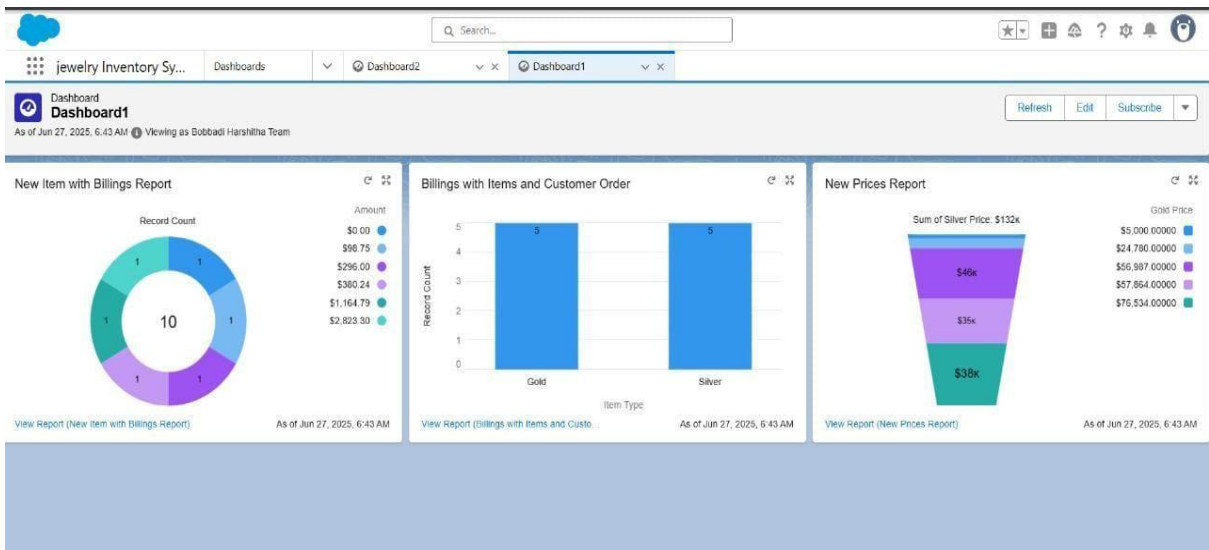 Search...
jewelry Inventory Sy...
Dashboards
Dashboard2
Dashboard1
Dashboard
Dashboard1
As of Jun 27, 2025, 6:43 AM Viewing as Bobbadi Harshitha Team
Refresh
Edit
Subscribe
New Item with Billings Report
Record Count
1
1
1
1
1
1
10
Amount
$0.00
$98.75
$296.00
$380.24
$1,164.79
$2,823.30
View Report (New Item with Billings Report)
As of Jun 27, 2025, 6:43 AM
Billings with Items and Customer Order
Record Count
5
4
3
2
1
0
5
5
Gold
Silver
Item Type
View Report (Billings with Items and Custo...
As of Jun 27, 2025, 6:43 AM
New Prices Report
Sum of Silver Price: $132K
$46K
$35K
$38K
Gold Price
$5,000.00000
$24,780.00000
$56,987.00000
$57,864.00000
$76,534.00000
View Report (New Prices Report)
As of Jun 27, 2025, 6:43 AM